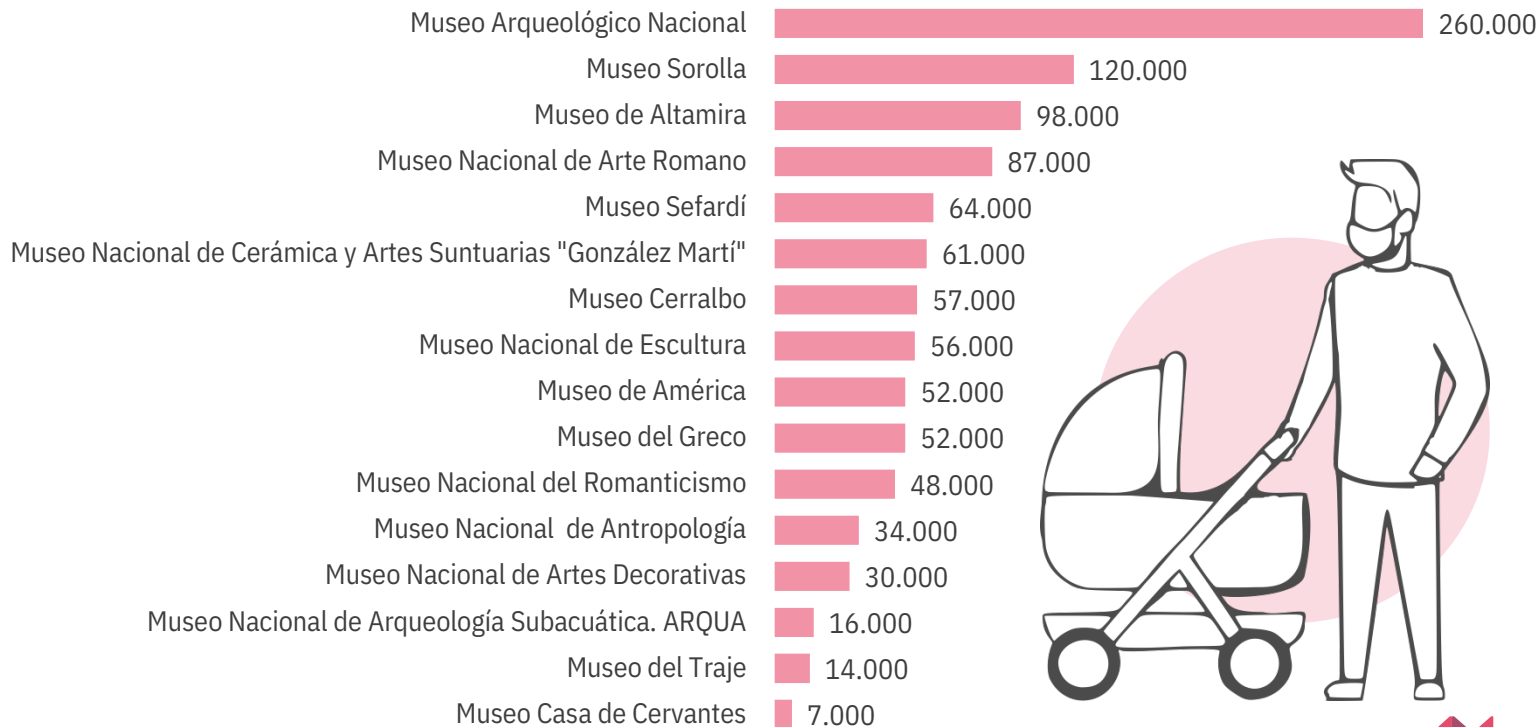 Museo Arqueológico Nacional 260.000
Museo Sorolla 120.000
Museo de Altamira 98.000
Museo Nacional de Arte Romano 87.000
Museo Sefardí 64.000
Museo Nacional de Cerámica y Artes Suntuarias "González Martí" 61.000
Museo Cerralbo 57.000
Museo Nacional de Escultura 56.000
Museo de América 52.000
Museo del Greco 52.000
Museo Nacional del Romanticismo 48.000
Museo Nacional  de Antropología 34.000
Museo Nacional de Artes Decorativas 30.000
Museo Nacional de Arqueología Subacuática. ARQUA 16.000
Museo del Traje 14.000
Museo Casa de Cervantes 7.000